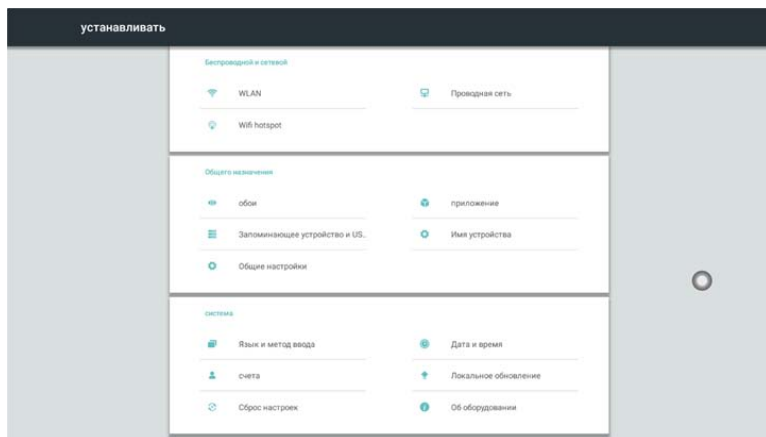 устанавливать
Беспроводной и сетевой
WLAN
Проводная сеть
Wifi hotspot
Общего назначения
обои
приложение
Запоминающее устройство и US..
Имя устройства
Общие настройки
система
Язык и метод ввода
Дата и время
счета
Локальное обновление
Сброс настроек
Об оборудовании